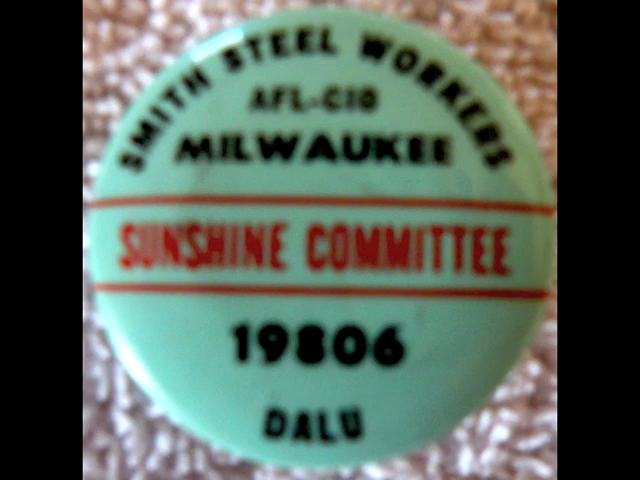 SMITH STEEL WORKERS
AFL-CIO
MILWAUKEE
SUNSHINE COMMITTEE
19806
DALU